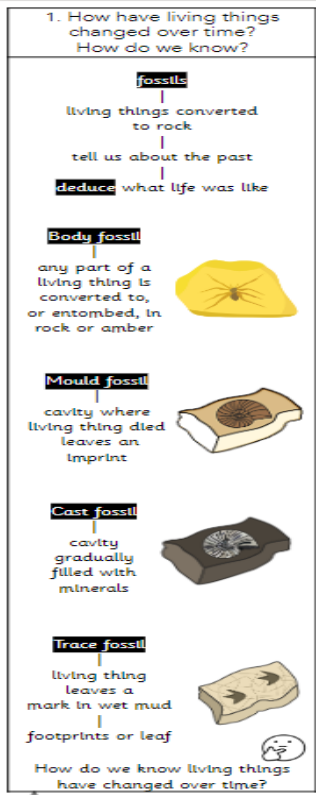 1. How have living things
changed over time?
How do we know?
fossils
living things converted
to rock
tell us about the past
deduce what life was like
Body fossil
any part of a
living thing is
converted to,
or entombed, in
rock or amber
Mould fossil
cavity where
living thing died
leaves an
imprint
Cast fossil
cavity
gradually
filled with
minerals
Trace fossil
living thing
leaves a
mark in wet mud
footprints or leaf
How do we know living things
have changed over time?